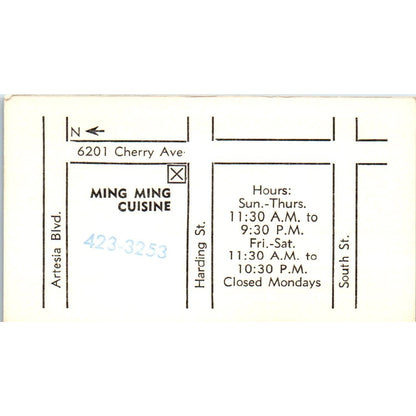 N
6201 Cherry Ave
MING MING
CUISINE
423-3253
Artesia Blvd.
Harding St.
Hours:
Sun.-Thurs.
11:30 A.M. to
9:30 P.M.
Fri.-Sat.
11:30 A.M. to
10:30 P.M.
Closed Mondays
South St.